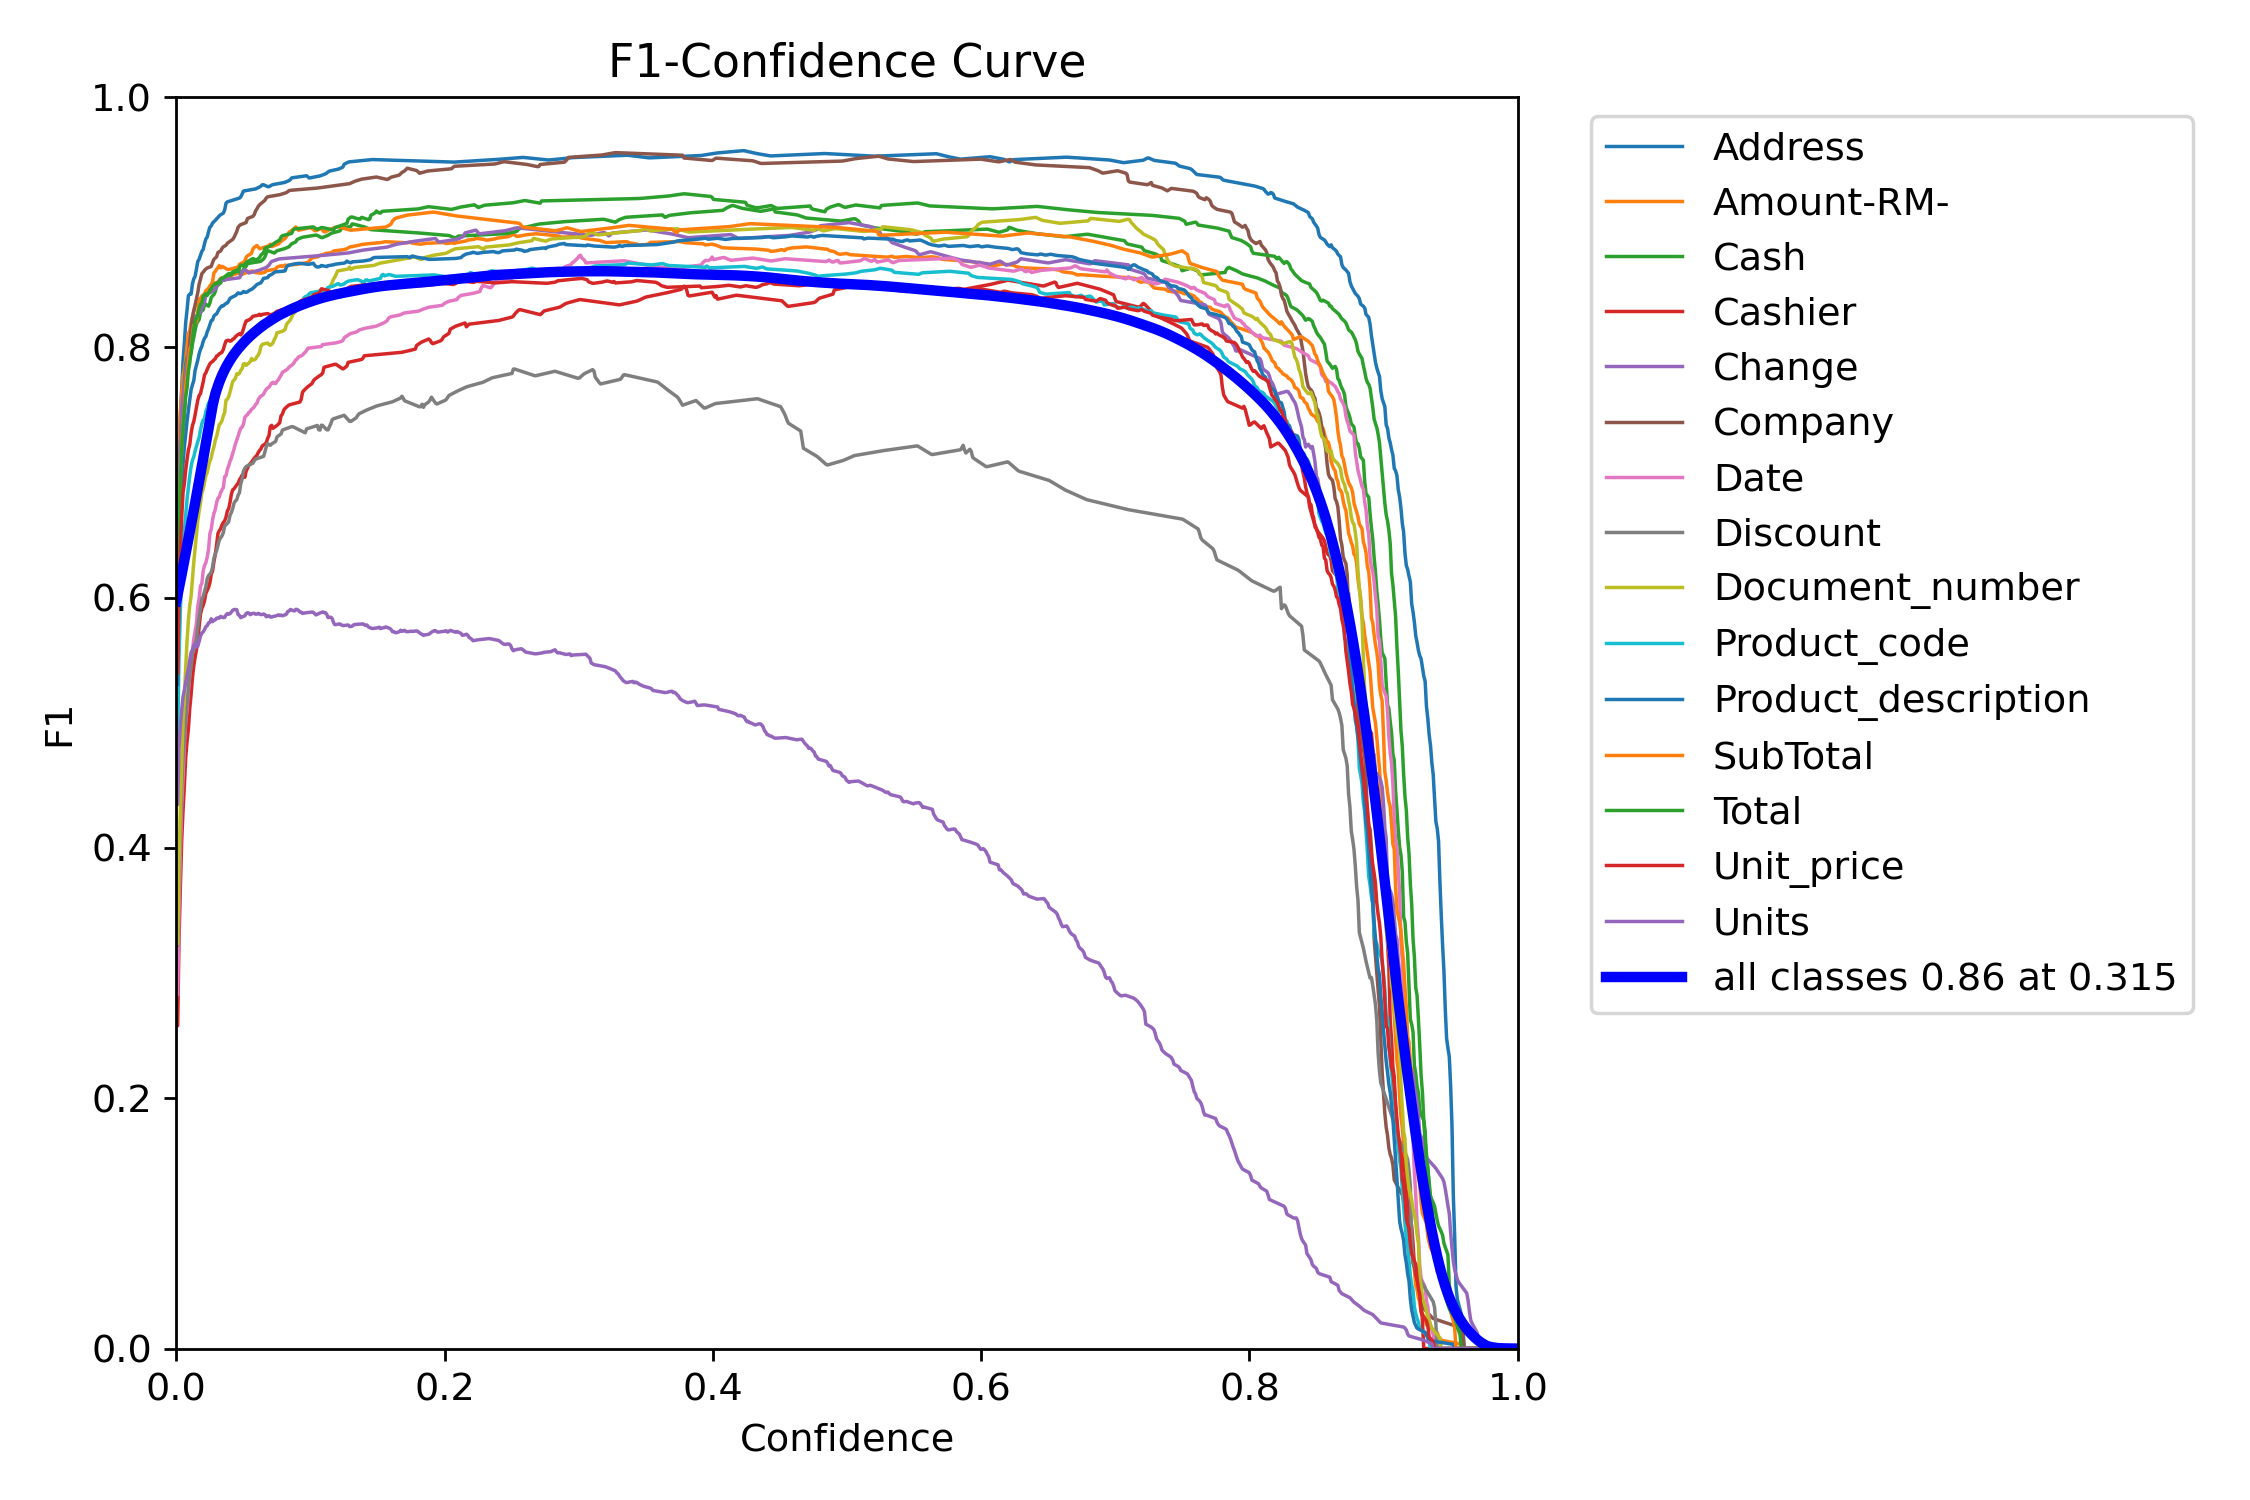 F1-Confidence Curve
1.0
0.8
0.6
0.4
0.2
0.0
F1
0.0 0.2 0.4 0.6 0.8 1.0
Confidence
Address
Amount-RM-
Cash
Cashier
Change
Company
Date
Discount
Document_number
Product_code
Product_description
SubTotal
Total
Unit_price
Units
all classes 0.86 at 0.315